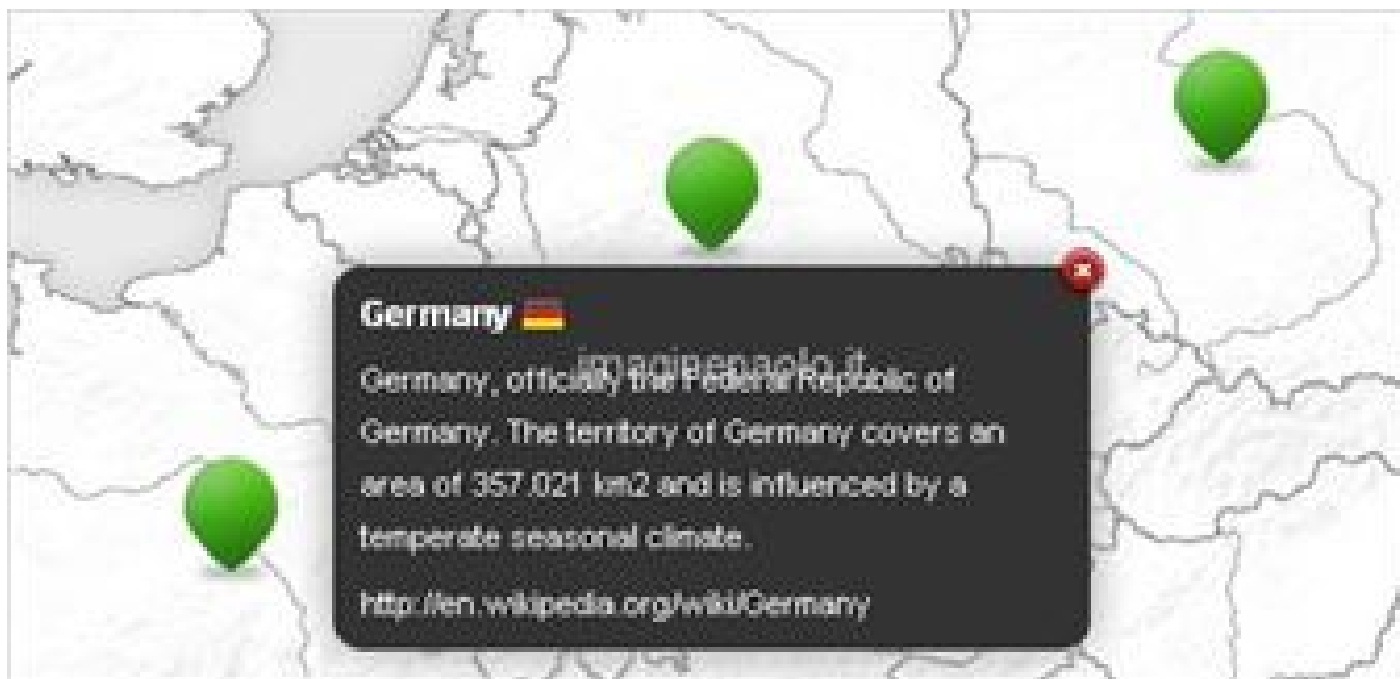 Germany
imaginepaolo.it
Germany, officially the Federal Republic of
Germany. The territory of Germany covers an
area of 357.021 km2 and is influenced by a
temperate seasonal climate.
http://en.wikipedia.org/wiki/Germany